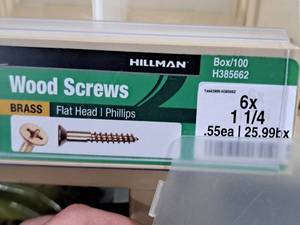 HILLMAN
Box/100
H385662
Wood Screws
BRASS
Flat Head | Phillips
6x
1 1/4
.55ea | 25.99bx